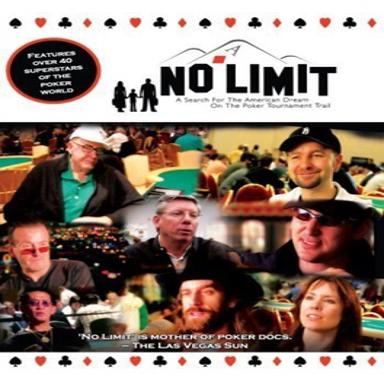 FEATURES
OVER 40
SUPERSTARS
OF THE
POKER
WORLD
A
NO LIMIT
A Search For The American Dream
On The Poker Tournament Trail
'NO LIMIT' IS MOTHER OF POKER DOCS.
– THE LAS VEGAS SUN